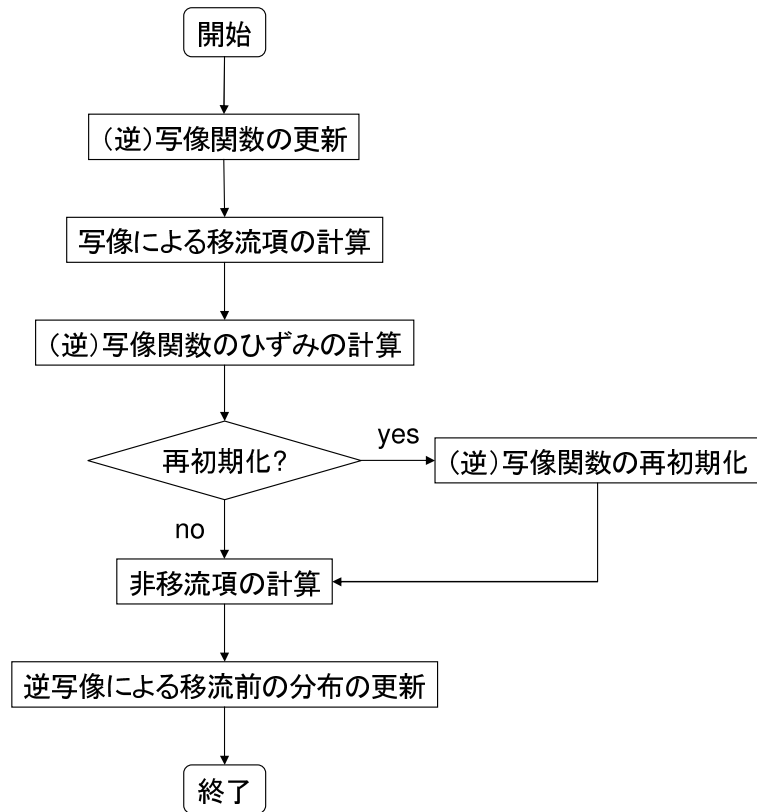 開始
（逆）写像関数の更新
写像による移流項の計算
（逆）写像関数のひずみの計算
再初期化？
yes
（逆）写像関数の再初期化
no
非移流項の計算
逆写像による移流前の分布の更新
終了